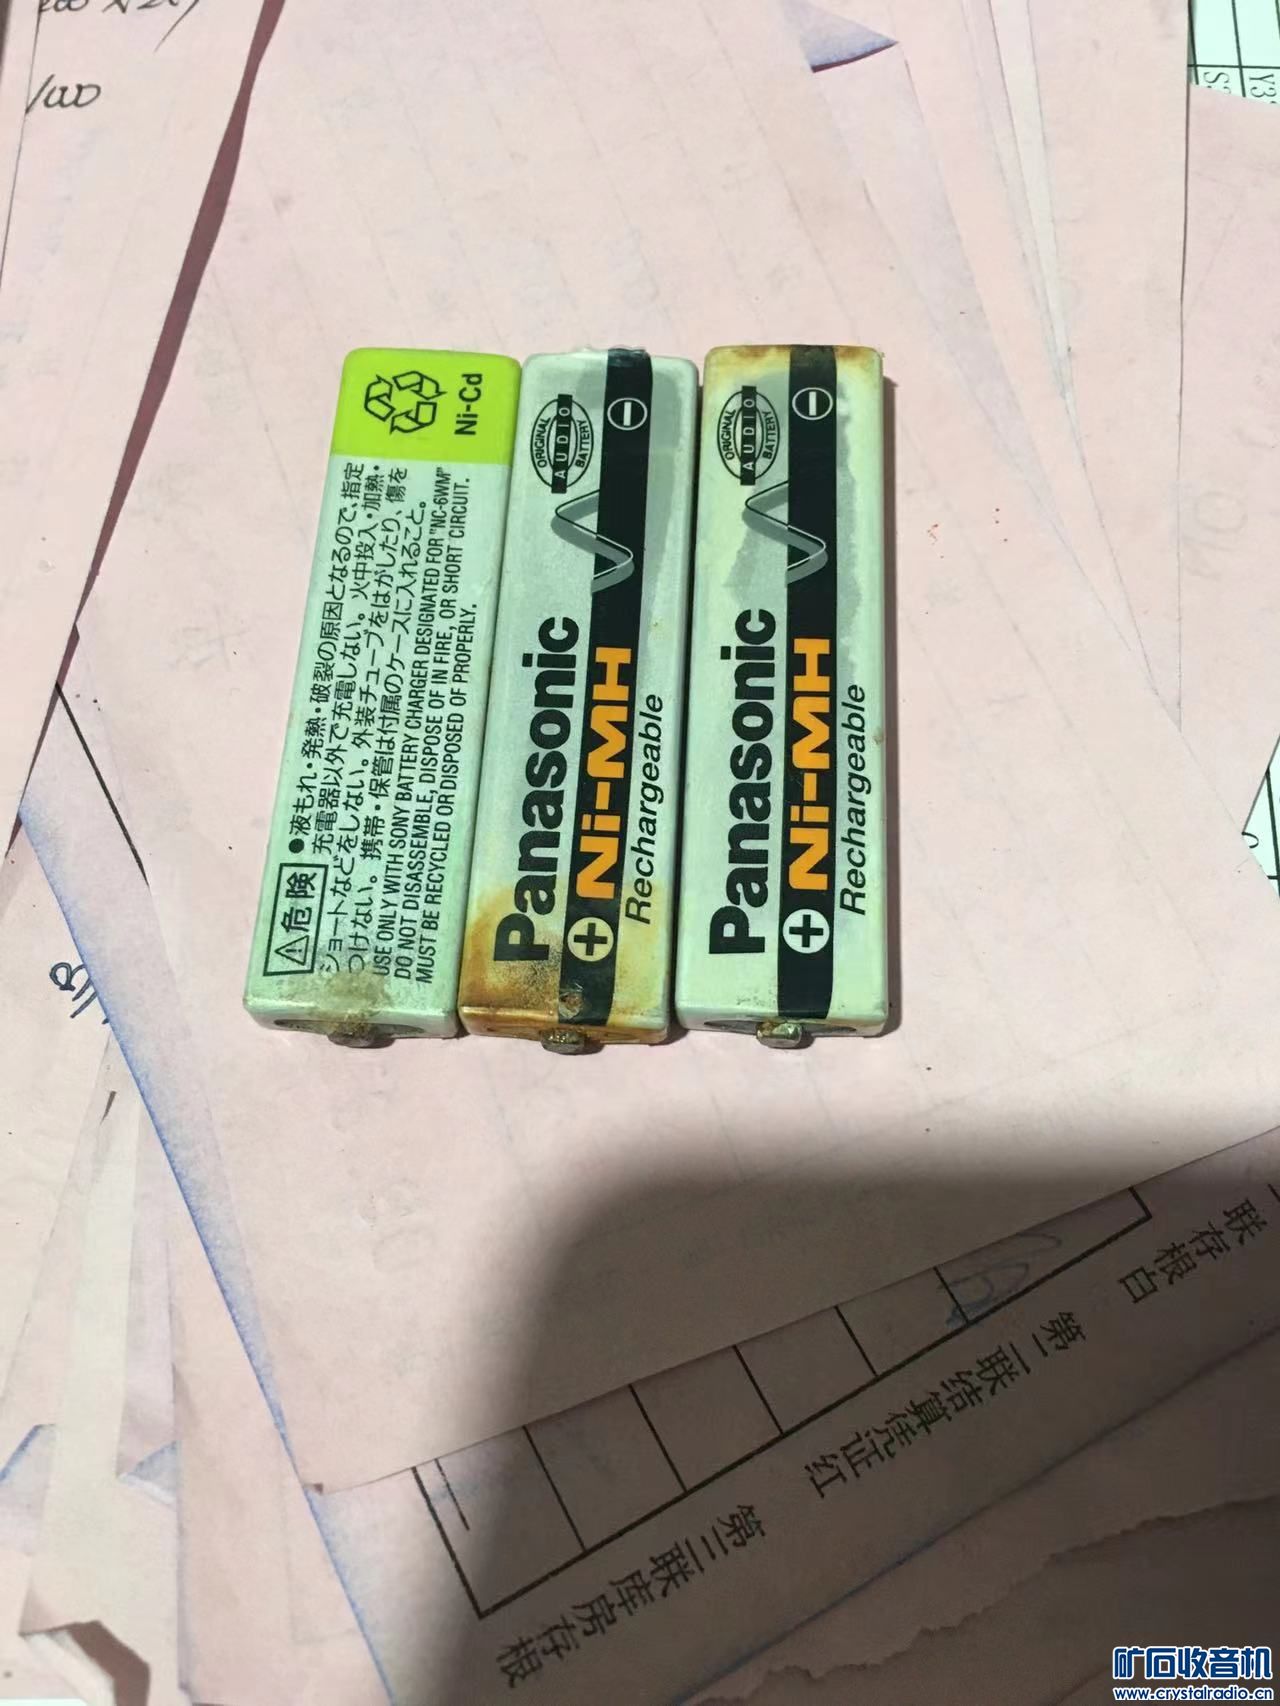 /100
Ni-Cd
⚠危険
●液もれ・発熱・破裂の原因となるので、指定
充電器以外で充電しない。火中投入・加熱・
ショートなどをしない。外装チューブをはがしたり、傷を
つけない。携帯・保管は付属のケースに入れること。
USE ONLY WITH SONY BATTERY CHARGER DESIGNATED FOR "NC-6WM"
DO NOT DISASSEMBLE, DISPOSE OF IN FIRE, OR SHORT CIRCUIT.
MUST BE RECYCLED OR DISPOSED OF PROPERLY.
ORIGINAL
AUDIO
BATTERY
Panasonic
Ni-MH
Rechargeable
ORIGINAL
AUDIO
BATTERY
Panasonic
Ni-MH
Rechargeable
联存根白
第二联结算凭证红
第三联库房存根
矿石收音机
www.crystalradio.cn